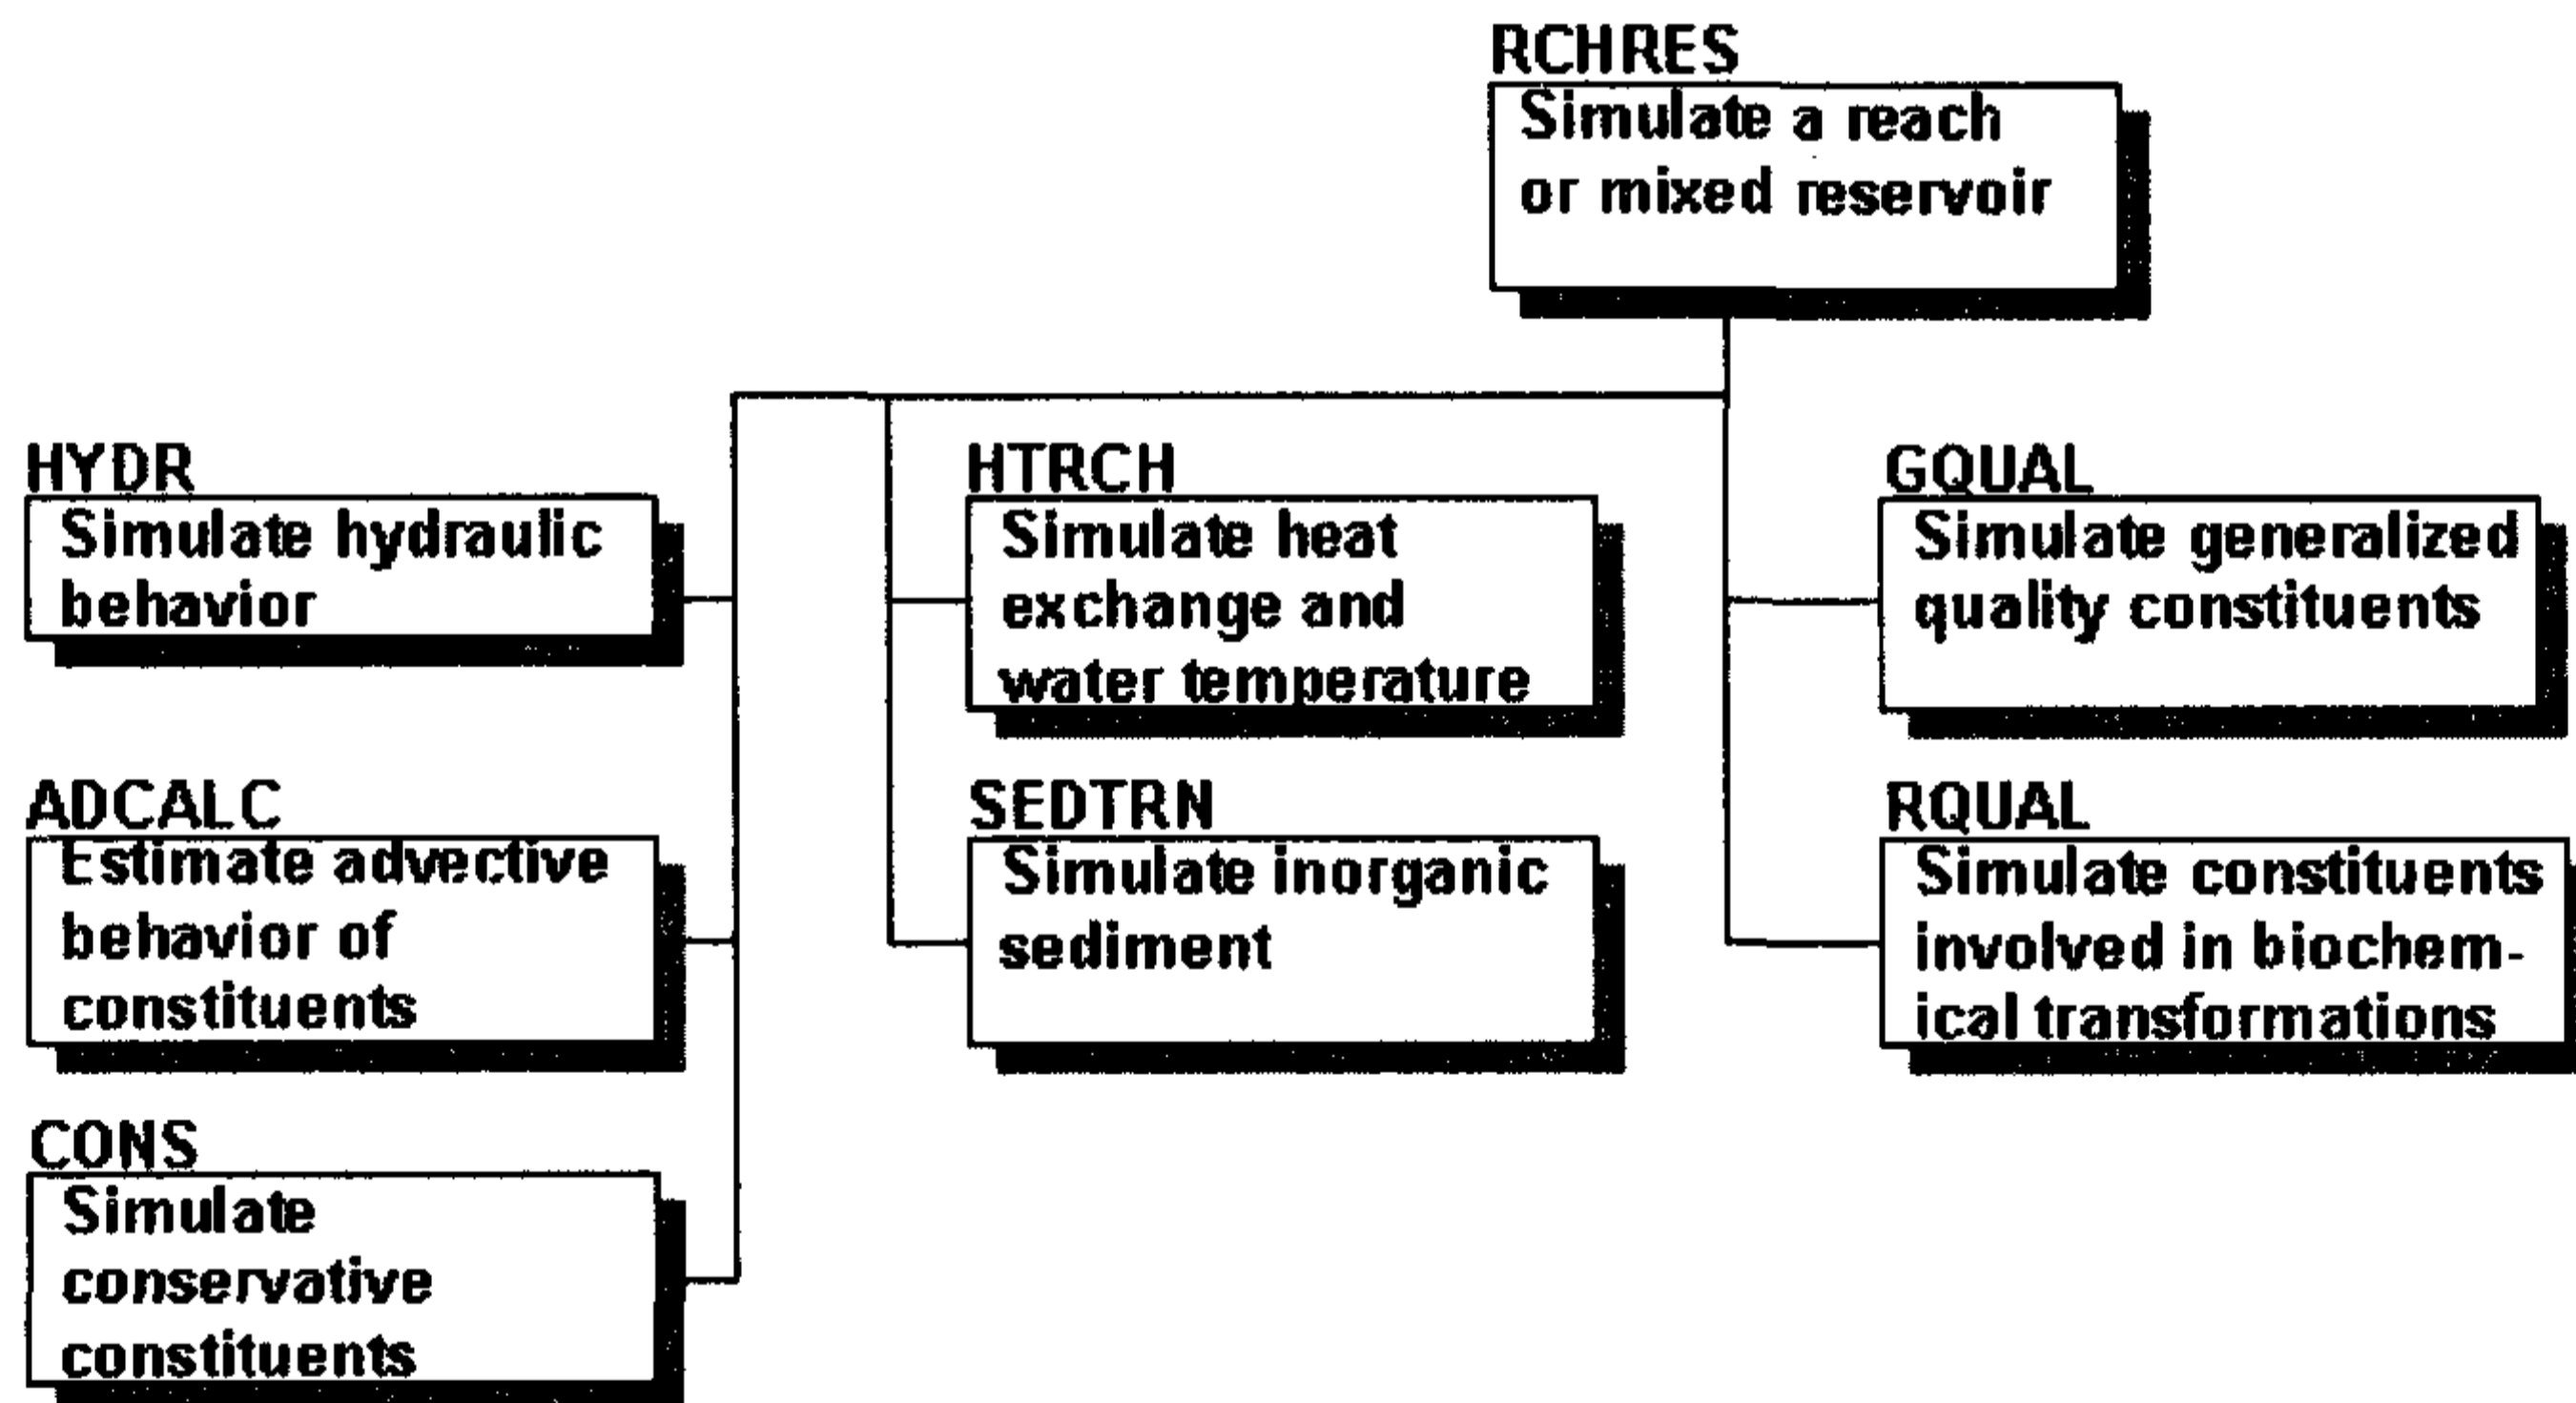 RCHRES
Simulate a reach
or mixed reservoir
HYDR
Simulate hydraulic
behavior
HTRCH
Simulate heat
exchange and
water temperature
GQUAL
Simulate generalized
quality constituents
ADCALC
Estimate advective
behavior of
constituents
SEDTRN
Simulate inorganic
sediment
RQUAL
Simulate constituents
involved in biochem-
ical transformations
CONS
Simulate
conservative
constituents